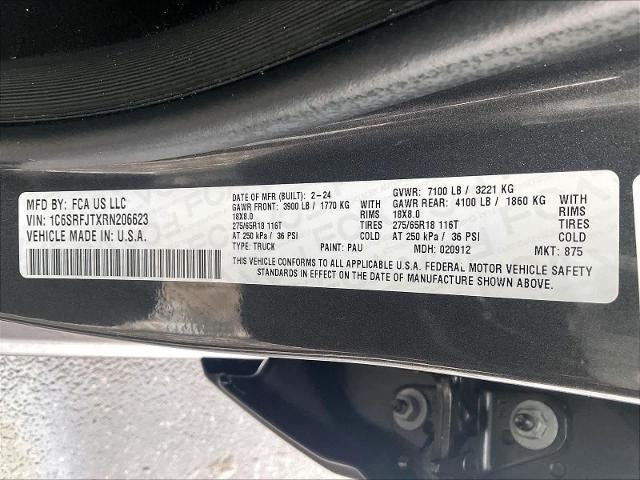 MFD BY: FCA US LLC
VIN: 1C6SRFJTXRN206623
VEHICLE MADE IN: U.S.A.
DATE OF MFR (BUILT): 2-24 GVWR: 7100 LB / 3221 KG
GAWR FRONT: 3900 LB / 1770 KG WITH GAWR REAR: 4100 LB / 1860 KG WITH
18X8.0 RIMS 18X8.0 RIMS
275/65R18 116T TIRES 275/65R18 116T TIRES
AT 250 kPa / 36 PSI COLD AT 250 kPa / 36 PSI COLD
TYPE: TRUCK PAINT: PAU MDH: 020912 MKT: 875
THIS VEHICLE CONFORMS TO ALL APPLICABLE U.S.A. FEDERAL MOTOR VEHICLE SAFETY
STANDARDS IN EFFECT ON THE DATE OF MANUFACTURE SHOWN ABOVE.